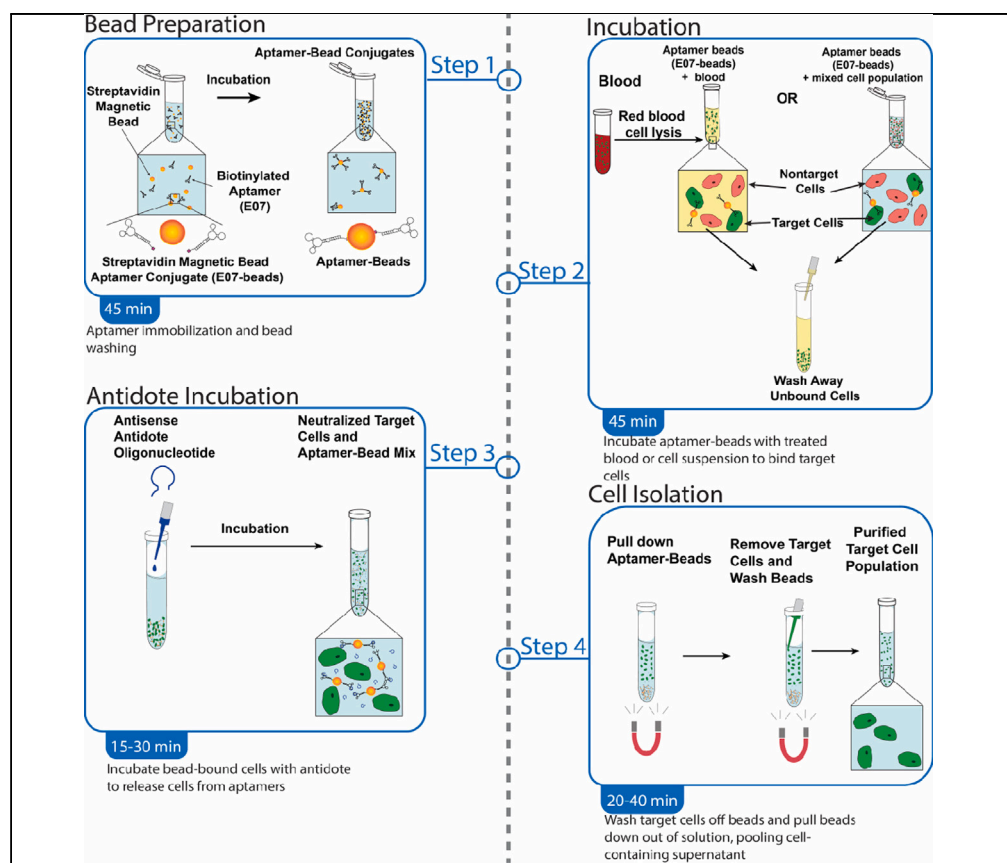 Bead Preparation
Aptamer-Bead Conjugates
Incubation
Streptavidin
Magnetic
Bead
Biotinylated
Aptamer
(E07)
Streptavidin Magnetic Bead
Aptamer Conjugate (E07-beads)
Aptamer-Beads
45 min
Aptamer immobilization and bead
washing
Step 1
Incubation
Aptamer beads
(E07-beads)
+ blood
Aptamer beads
(E07-beads)
+ mixed cell population
Blood
OR
Red blood
cell lysis
Nontarget
Cells
Target Cells
Wash Away
Unbound Cells
Step 2
45 min
Incubate aptamer-beads with treated
blood or cell suspension to bind target
cells
Antidote Incubation
Antisense
Antidote
Oligonucleotide
Neutralized Target
Cells and
Aptamer-Bead Mix
Incubation
Step 3
15-30 min
Incubate bead-bound cells with antidote
to release cells from aptamers
Cell Isolation
Pull down
Aptamer-Beads
Remove Target
Cells and
Wash Beads
Purified
Target Cell
Population
Step 4
20-40 min
Wash target cells off beads and pull beads
down out of solution, pooling cell-
containing supernatant